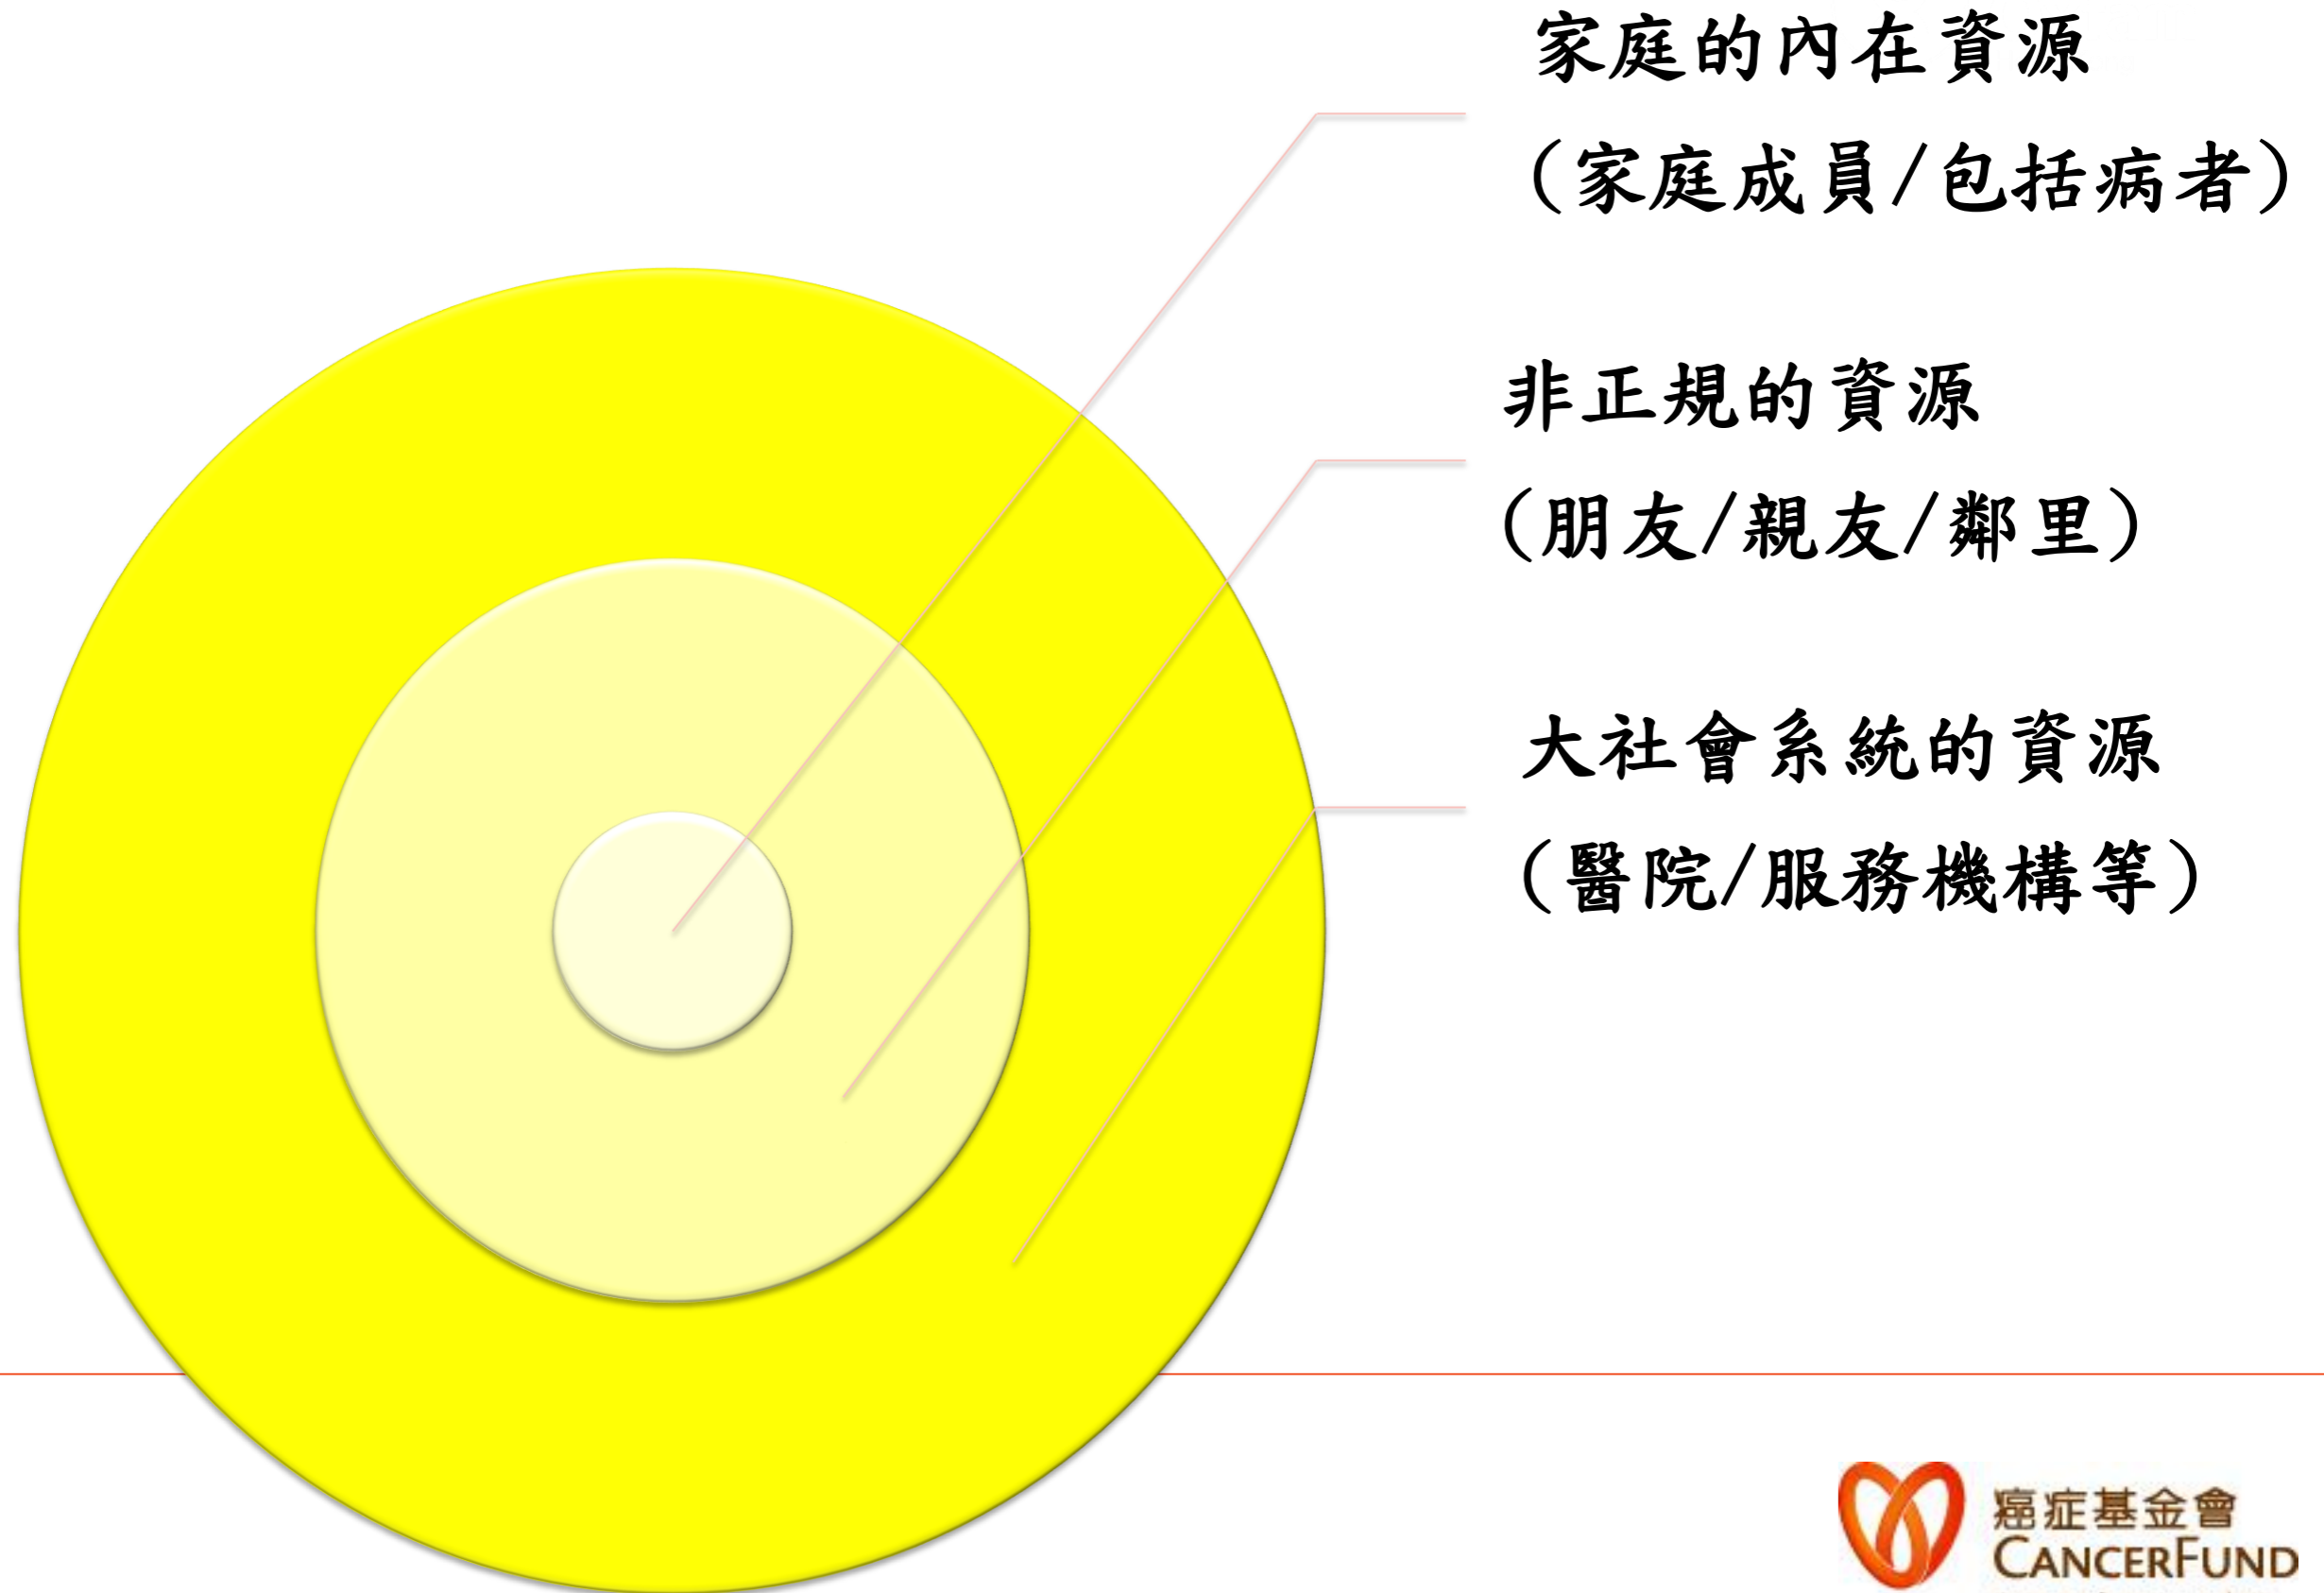 家庭的內在資源
(家庭成員/包括病者)
非正規的資源
(朋友/親友/鄰里)
大社會系統的資源
(醫院/服務機構等)
癌症基金會
CANCERFUND